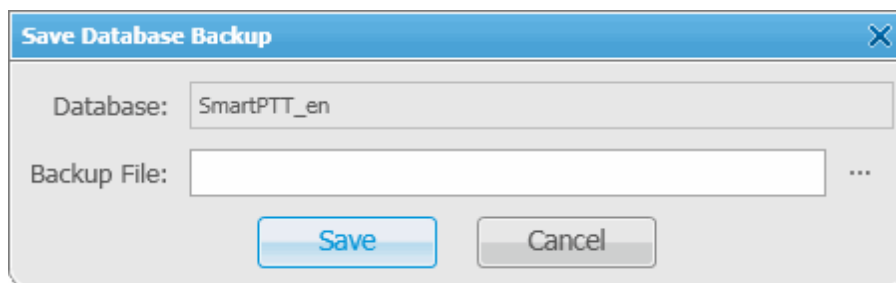 Save Database Backup
Database: SmartPTT_en
Backup File: ...
Save Cancel